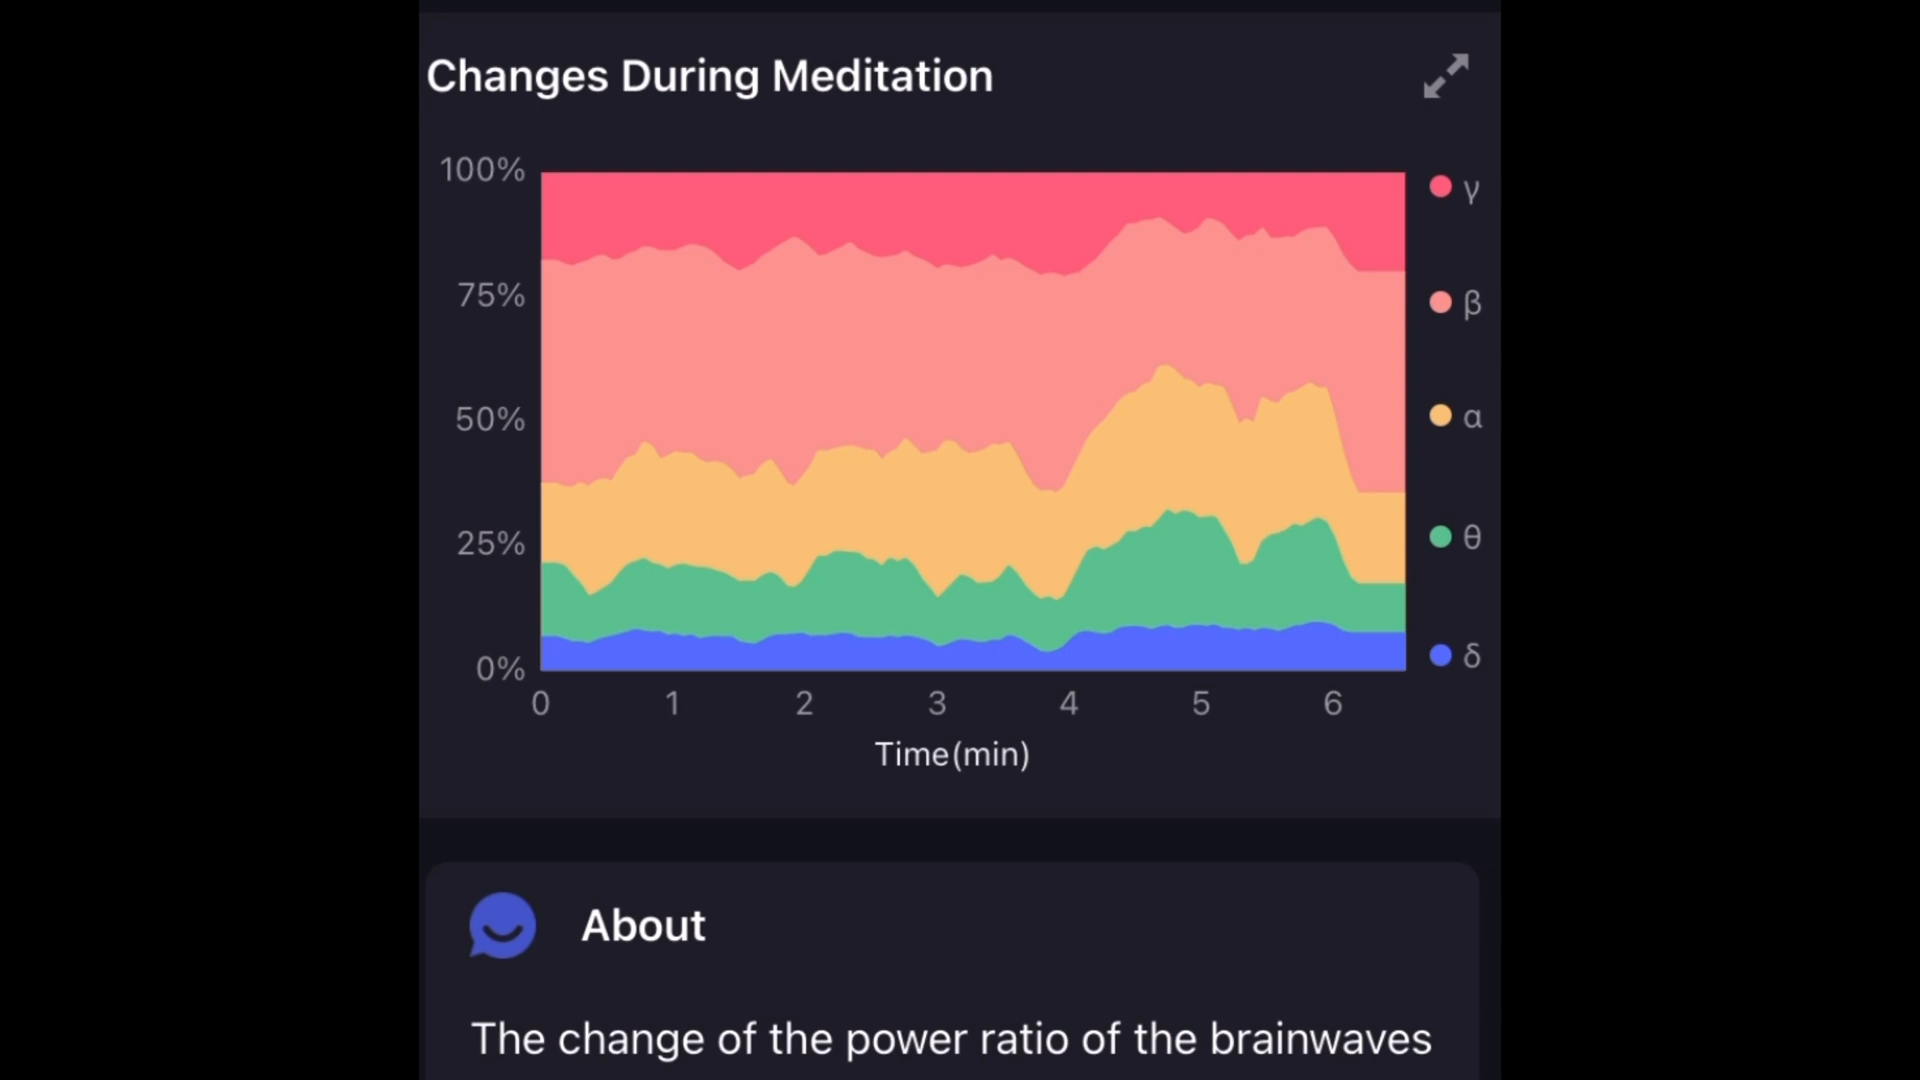 Changes During Meditation
100%
75%
50%
25%
0%
γ
β
α
θ
δ
0 1 2 3 4 5 6
Time(min)
About
The change of the power ratio of the brainwaves